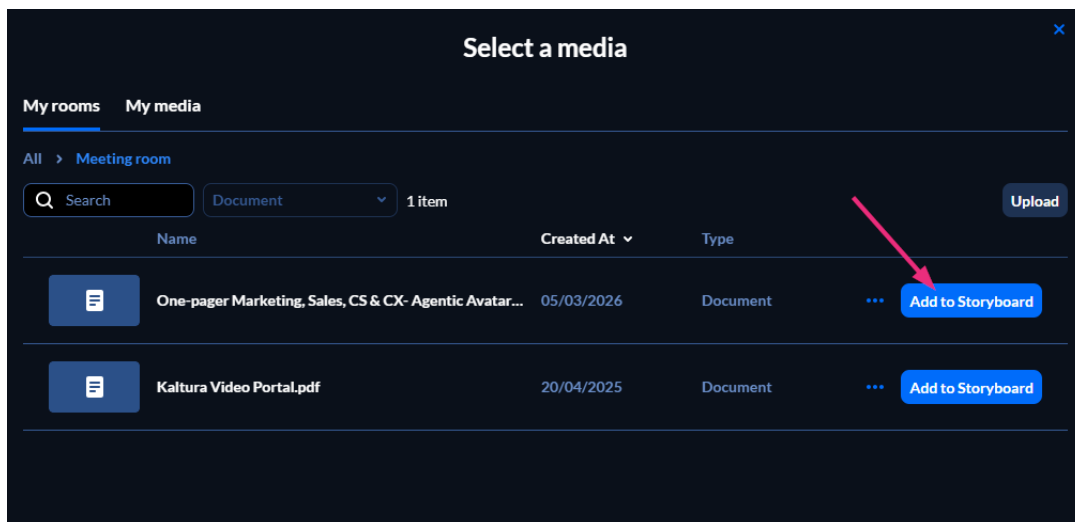 Select a media
×
My rooms My media
All > Meeting room
Search Document 1 item Upload
Name Created At Type
One-pager Marketing, Sales, CS & CX- Agentic Avatar... 05/03/2026 Document ••• Add to Storyboard
Kaltura Video Portal.pdf 20/04/2025 Document ••• Add to Storyboard